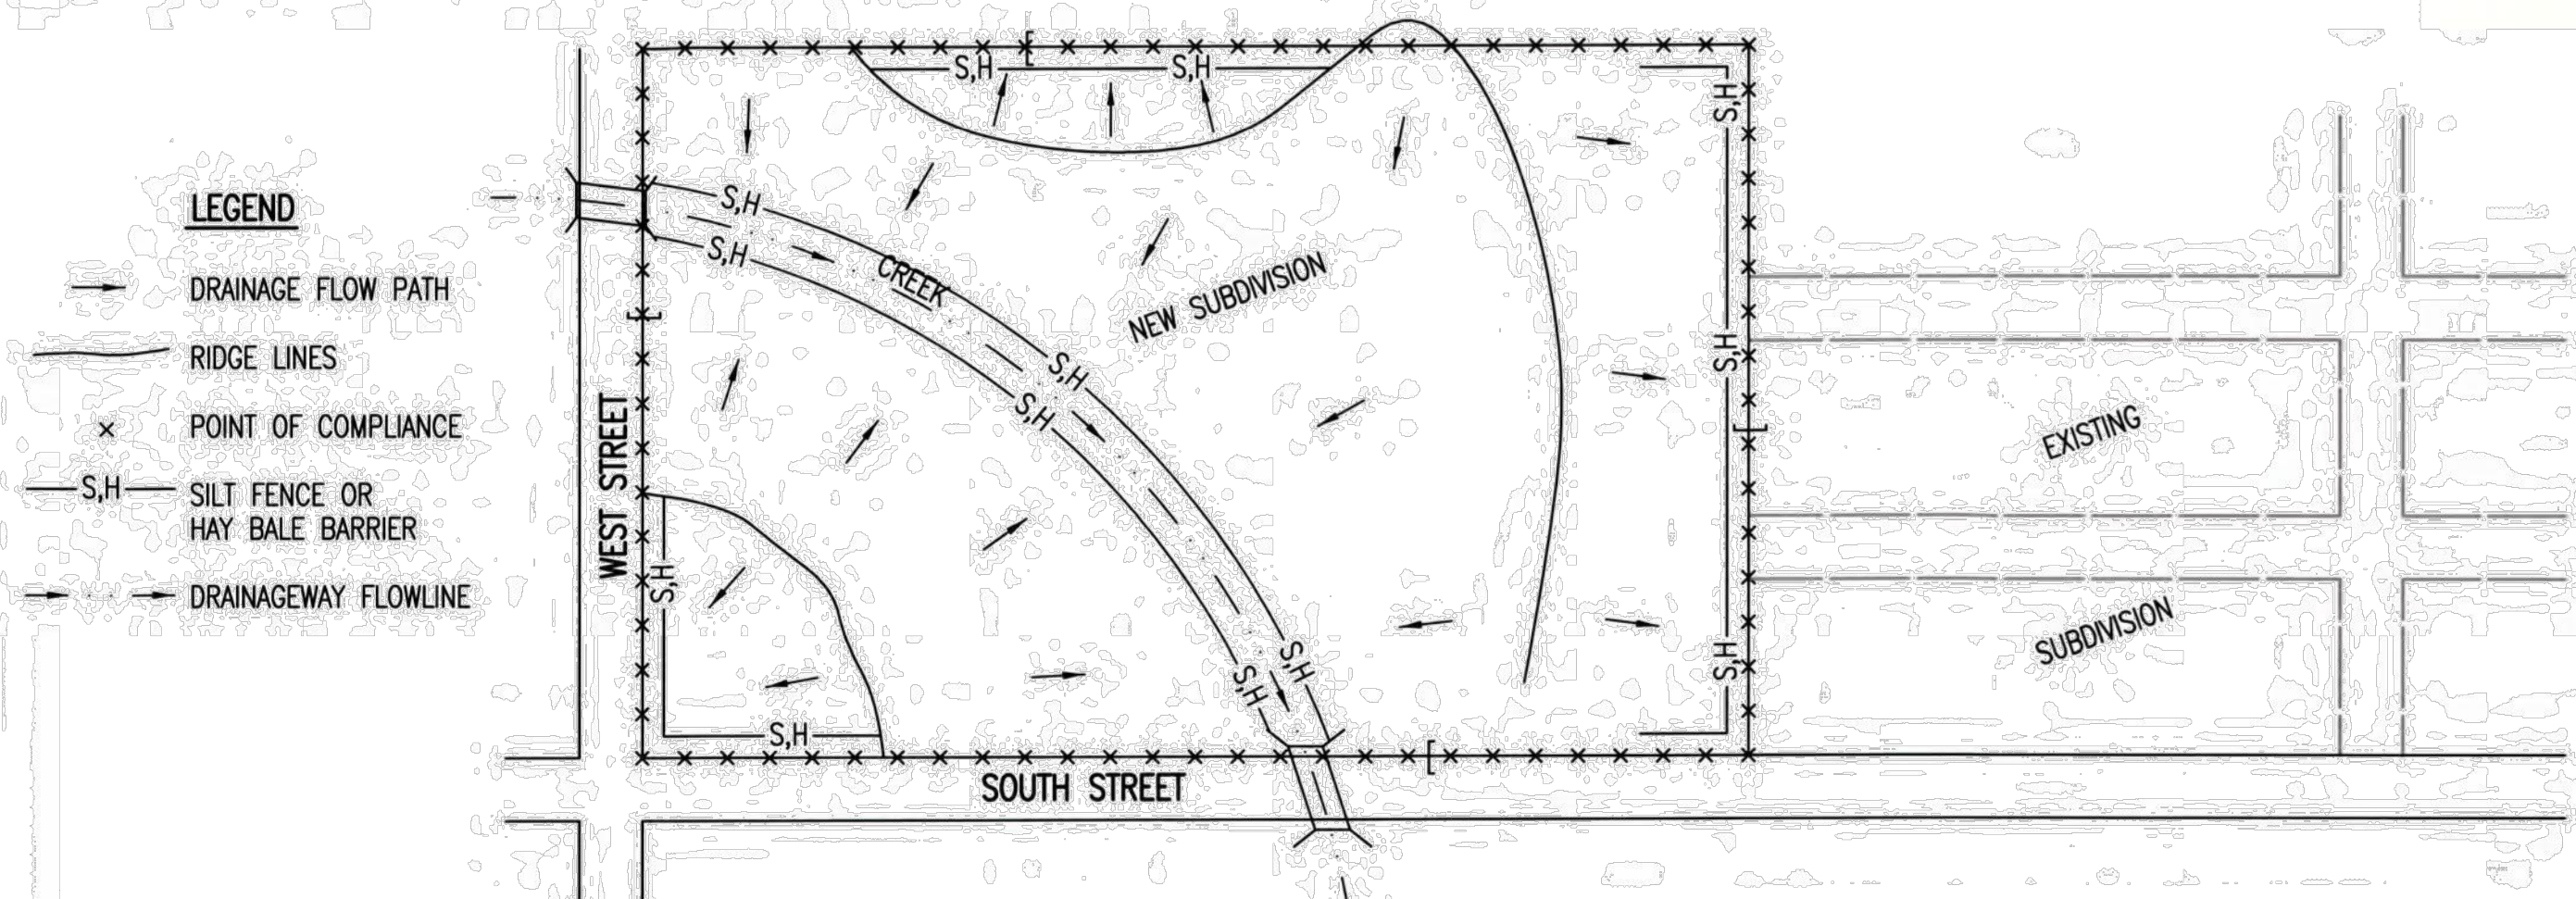 LEGEND
DRAINAGE FLOW PATH
RIDGE LINES
POINT OF COMPLIANCE
S,H
SILT FENCE OR
HAY BALE BARRIER
DRAINAGEWAY FLOWLINE
WEST STREET
S,H
S,H
S,H
S,H
CREEK
NEW SUBDIVISION
S,H
S,H
S,H
S,H
S,H
S,H
S,H
S,H
S,H
S,H
SOUTH STREET
EXISTING
SUBDIVISION